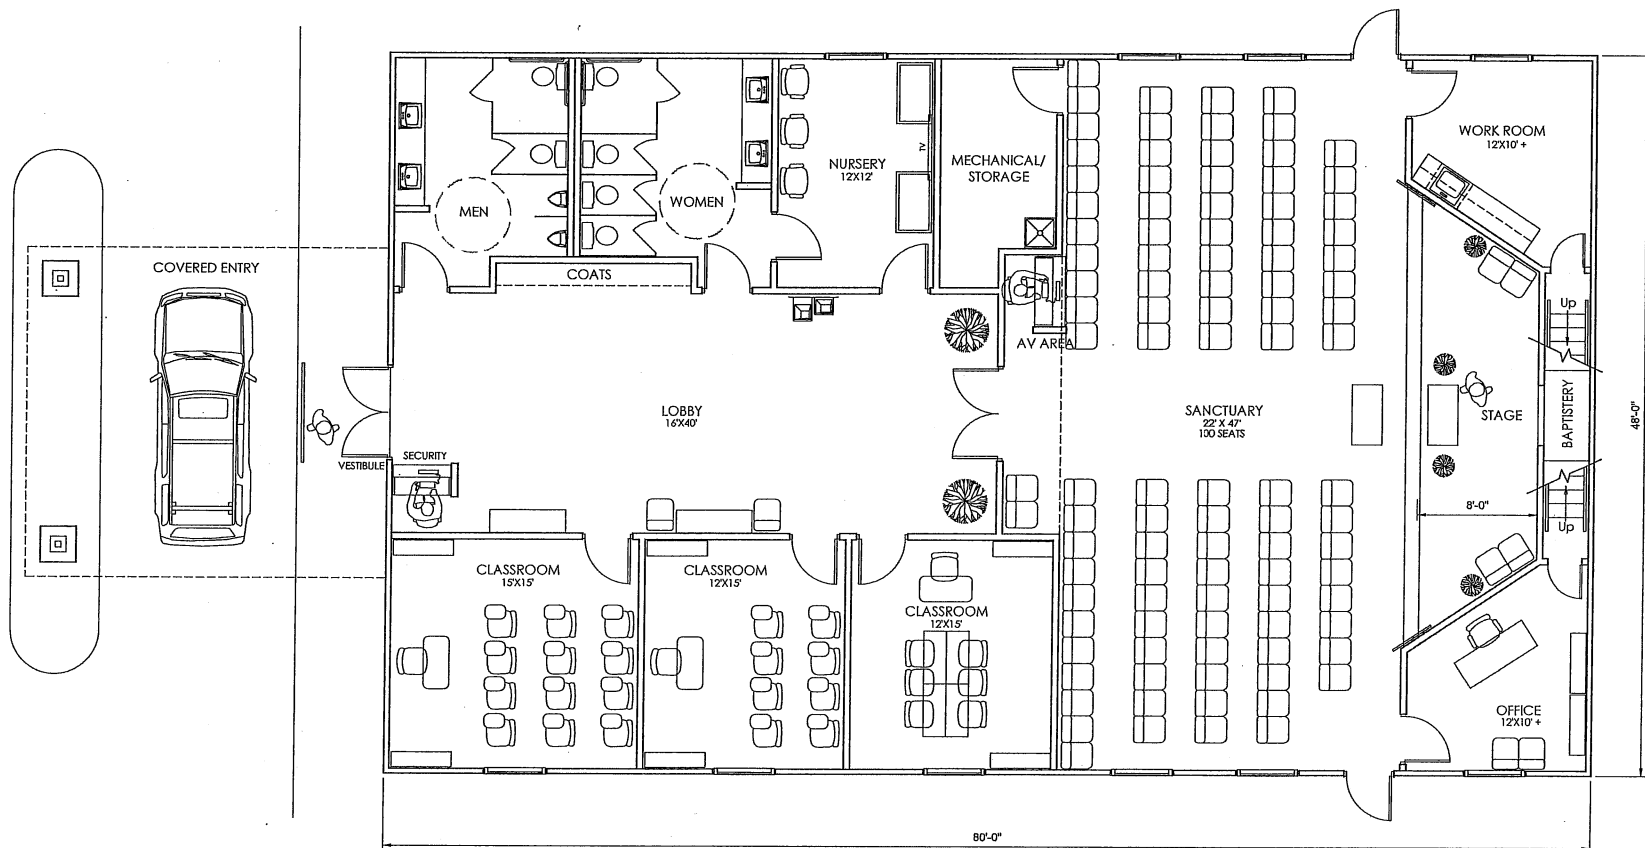 COVERED ENTRY
MEN
WOMEN
COATS
NURSERY
12'X12'
TV
MECHANICAL/
STORAGE
AV AREA
WORK ROOM
12'X10' +
LOBBY
16'X40'
VESTIBULE
SECURITY
SANCTUARY
22' X 47'
100 SEATS
STAGE
8'-0"
Up
BAPTISTERY
Up
48'-0"
CLASSROOM
15'X15'
CLASSROOM
12'X15'
CLASSROOM
12'X15'
OFFICE
12'X10' +
80'-0"